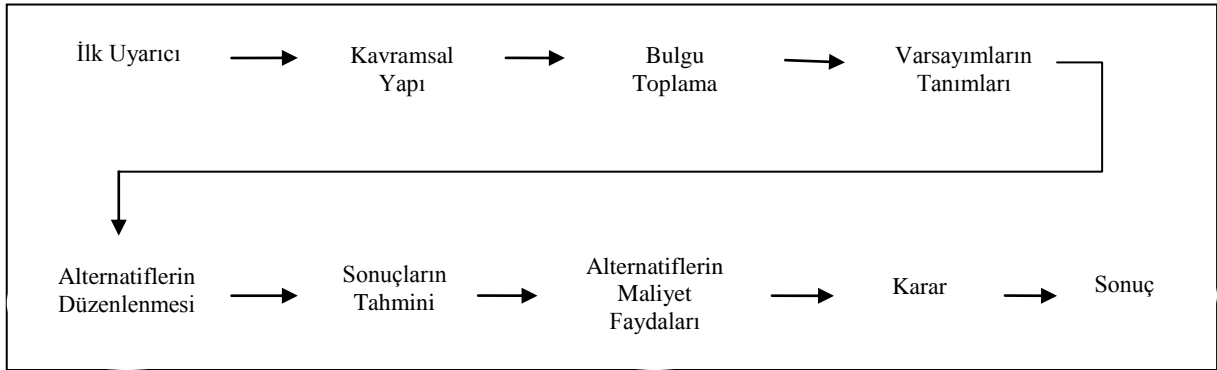 İlk Uyarıcı
Kavramsal
Yapı
Bulgu
Toplama
Varsayımların
Tanımları
Alternatiflerin
Düzenlenmesi
Sonuçların
Tahmini
Alternatiflerin
Maliyet
Faydaları
Karar
Sonuç